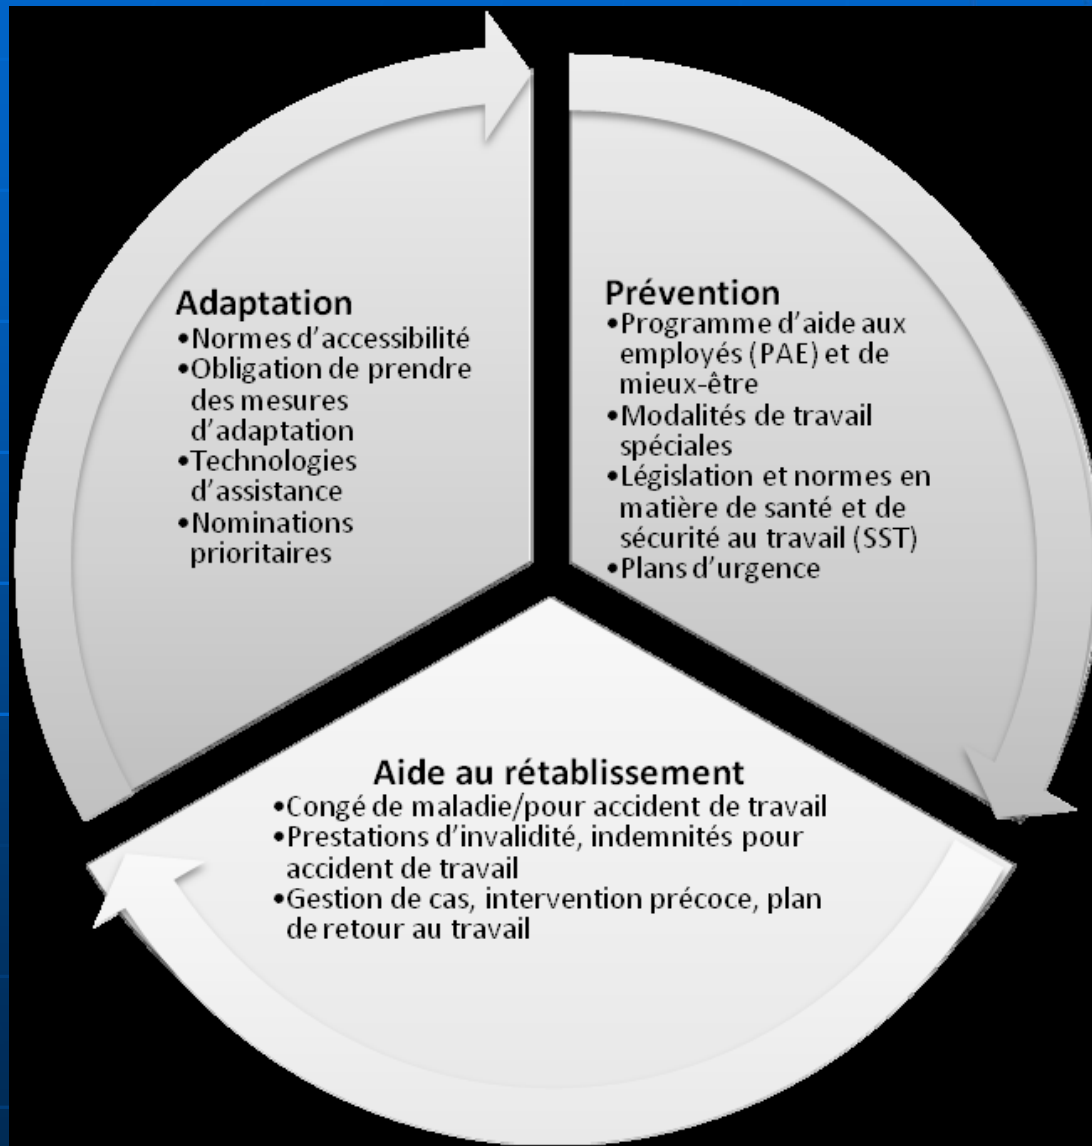 Adaptation
•Normes d'accessibilité
•Obligation de prendre
des mesures
d'adaptation
•Technologies
d'assistance
•Nominations
prioritaires
Prévention
•Programme d'aide aux
employés (PAE) et de
mieux-être
•Modalités de travail
spéciales
•Législation et normes en
matière de santé et de
sécurité au travail (SST)
•Plans d'urgence
Aide au rétablissement
•Congé de maladie/pour accident de travail
•Prestations d'invalidité, indemnités pour
accident de travail
•Gestion de cas, intervention précoce, plan
de retour au travail